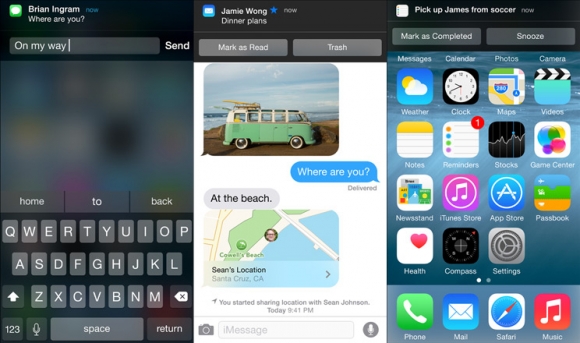 Brian Ingram now
Where are you?
On my way Send
home to back
Q W E R T Y U I O P
A S D F G H J K L
Z X C V B N M
123 space return
Jamie Wong ★ now
Dinner plans
Mark as Read Trash
Where are you?
Delivered
At the beach.
Cowell's Beach
Sean's Location
Santa Cruz, CA
You started sharing location with Sean Johnson.
Today 9:41 PM
iMessage
Pick up James from soccer now
Mark as Completed Snooze
Messages Calendar Photos Camera
280
Weather Clock Maps Videos
1
Notes Reminders Stocks Game Center
Newsstand iTunes Store App Store Passbook
Health Compass Settings
Phone Mail Safari Music